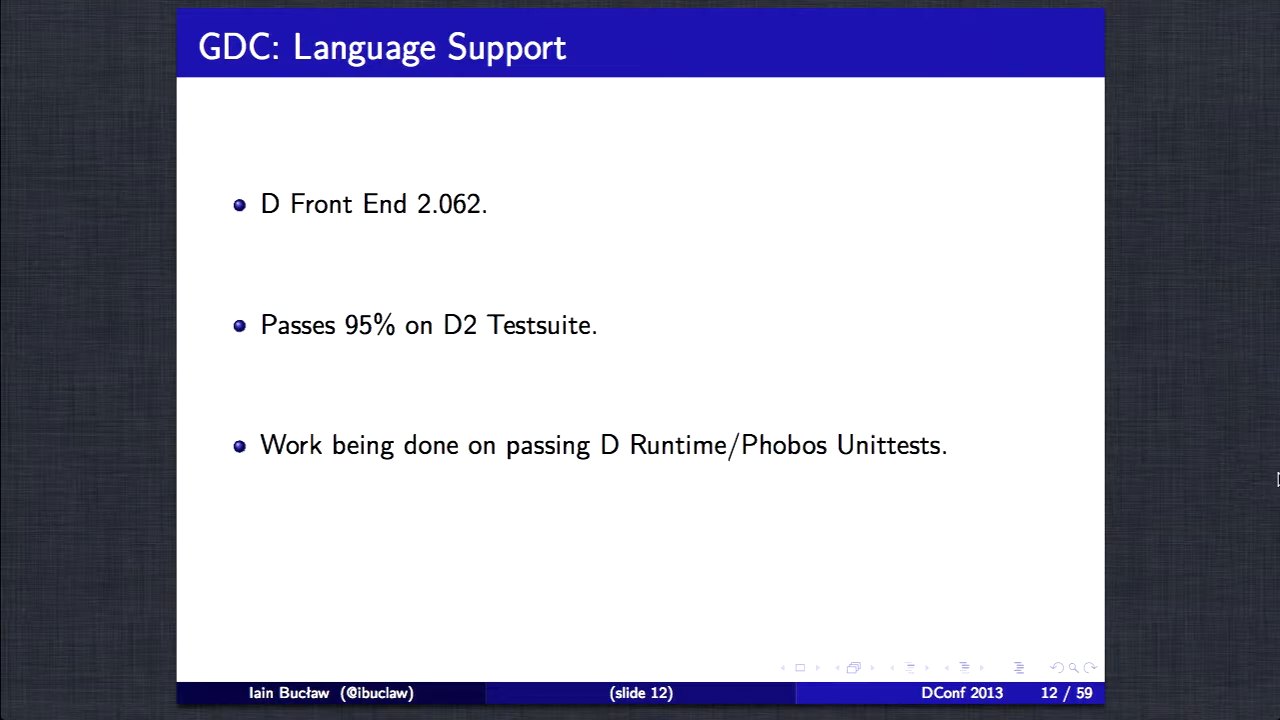 GDC: Language Support
D Front End 2.062.
Passes 95% on D2 Testsuite.
Work being done on passing D Runtime/Phobos Unittests.
Iain Bucław (@ibuclaw) (slide 12) DConf 2013 12 / 59